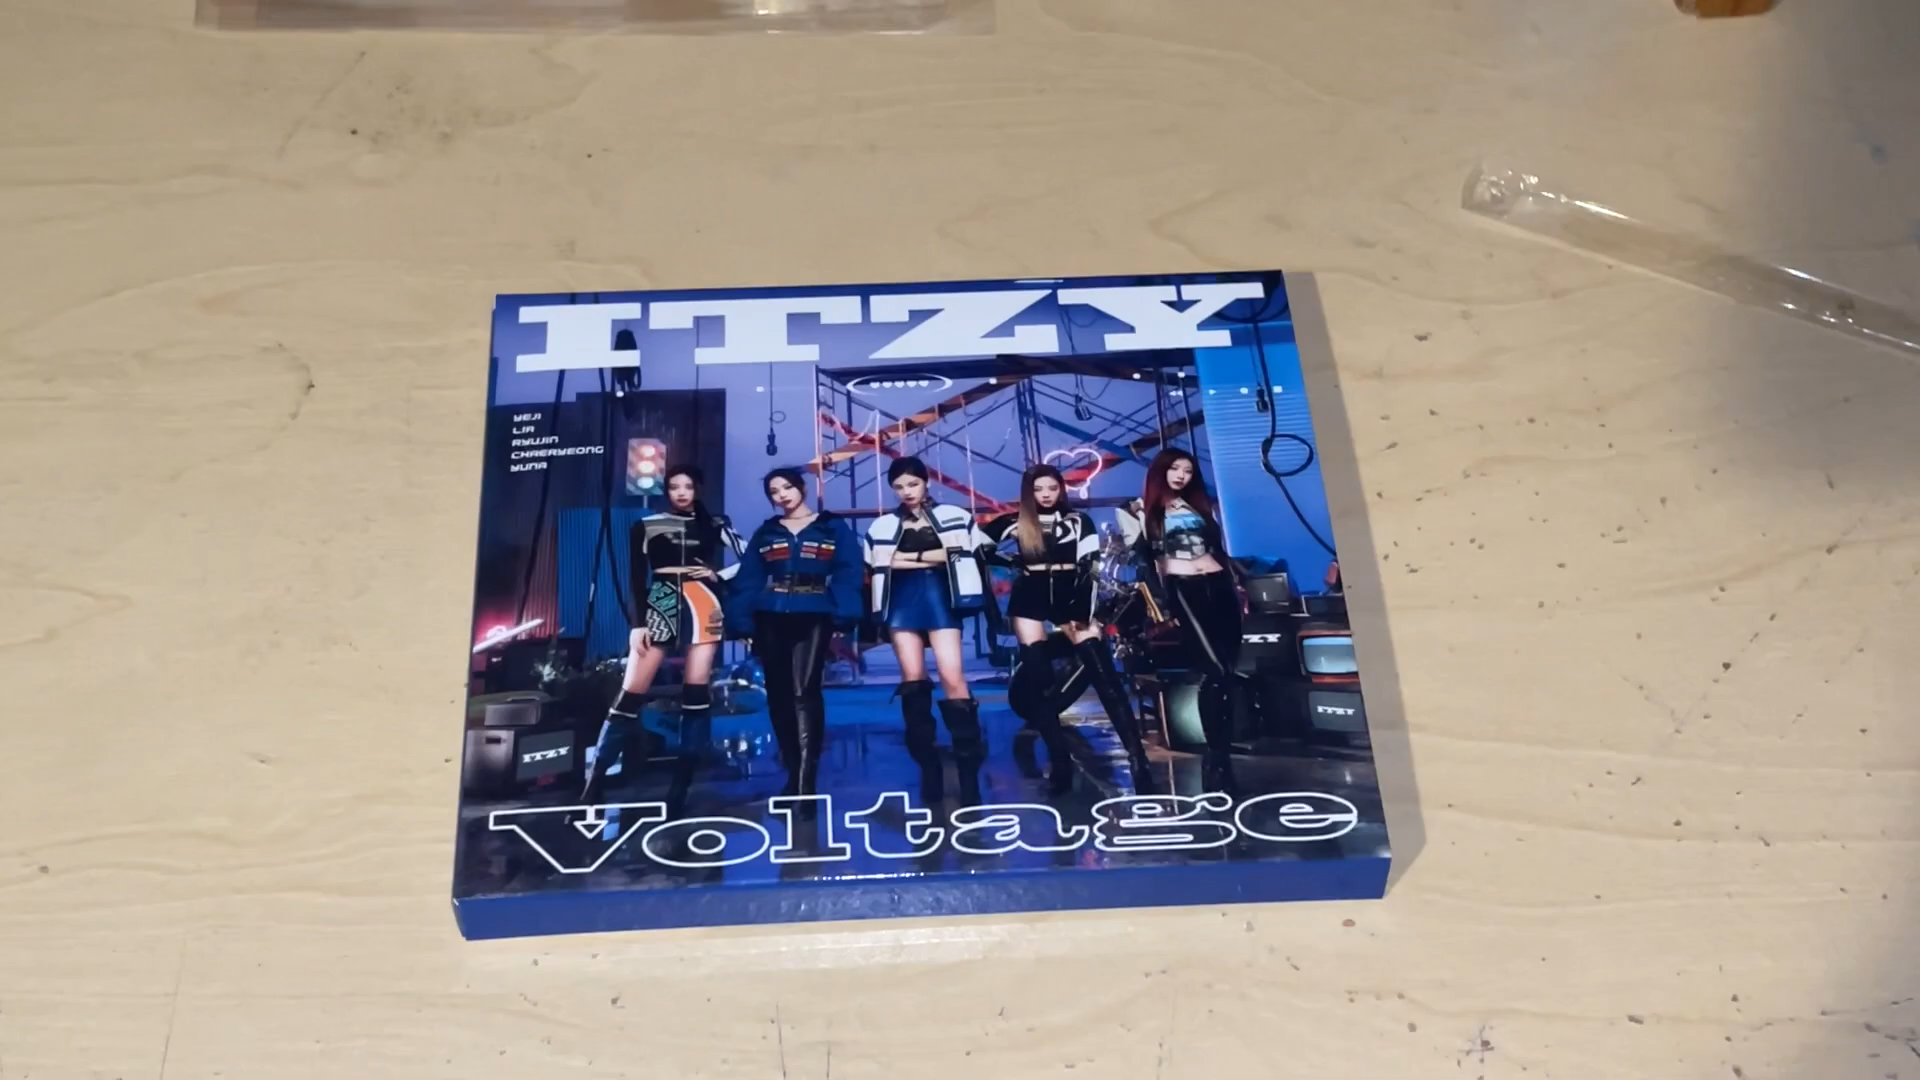 ITZY
YEJI
LIA
RYUJIN
CHAERYEONG
YUNA
ITZY
ITZY
ITZY
Voltage